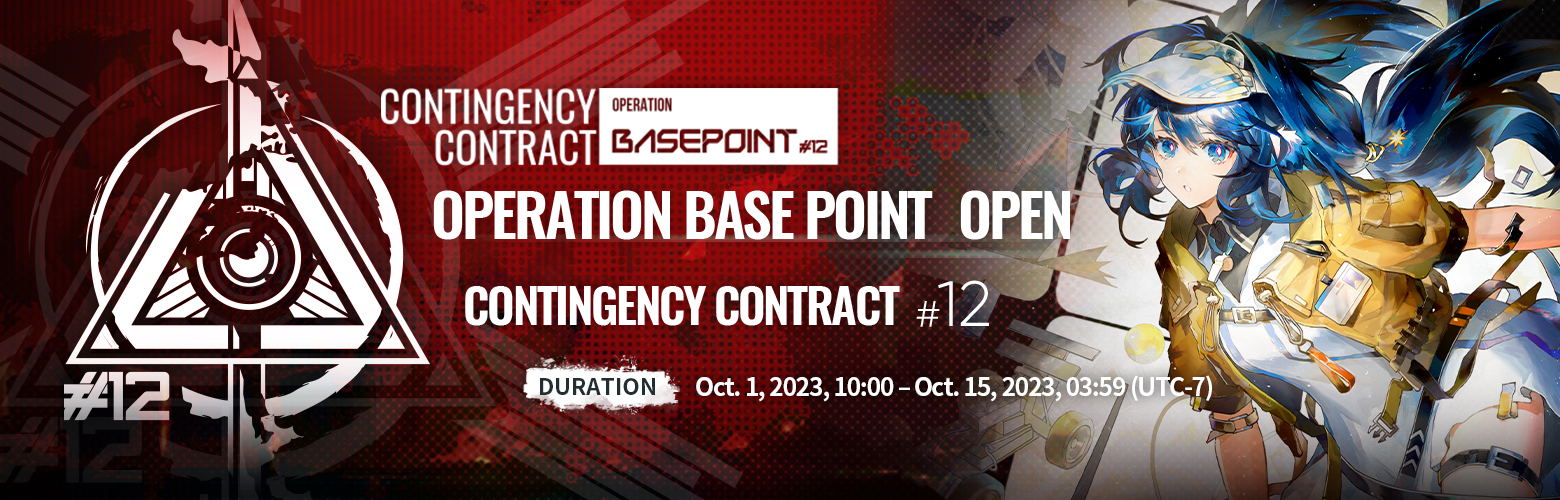 CONTINGENCY
CONTRACT
OPERATION
BASEPOINT #12
OPERATION BASE POINT OPEN
CONTINGENCY CONTRACT #12
DURATION Oct. 1, 2023, 10:00 – Oct. 15, 2023, 03:59 (UTC-7)
#12
#12